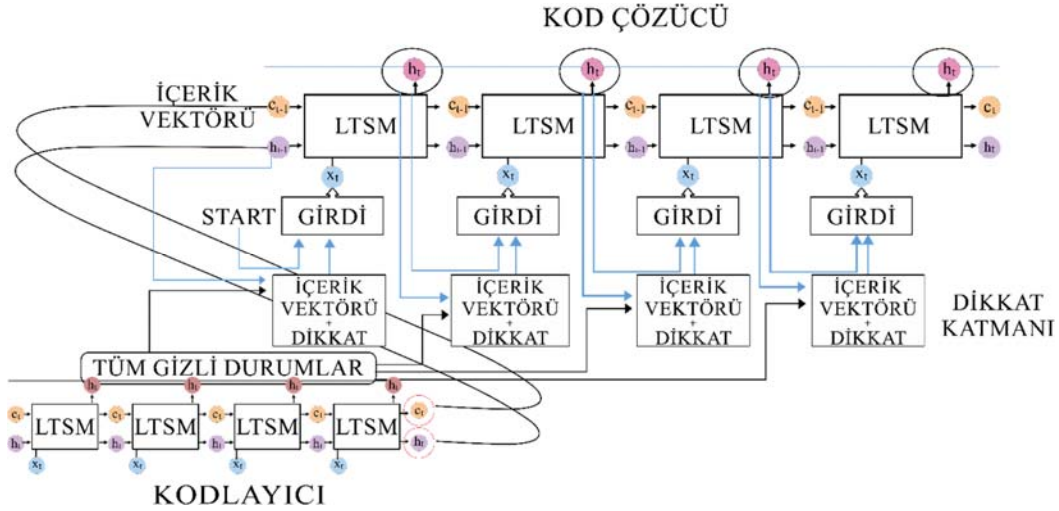 KOD ÇÖZÜCÜ
hₜ hₜ hₜ hₜ
İÇERİK
VEKTÖRÜ
cₜ₋₁ cₜ₋₁ cₜ₋₁ cₜ₋₁ cₜ
LTSM LTSM LTSM LTSM
hₜ₋₁ hₜ₋₁ hₜ₋₁ hₜ₋₁ hₜ
xₜ xₜ xₜ xₜ
START GİRDİ GİRDİ GİRDİ GİRDİ
İÇERİK
VEKTÖRÜ
+
DİKKAT
İÇERİK
VEKTÖRÜ
+
DİKKAT
İÇERİK
VEKTÖRÜ
+
DİKKAT
İÇERİK
VEKTÖRÜ
+
DİKKAT
DİKKAT
KATMANI
TÜM GİZLİ DURUMLAR
hₜ hₜ hₜ hₜ
cₜ cₜ cₜ cₜ cₜ
LTSM LTSM LTSM LTSM
hₜ hₜ hₜ hₜ hₜ
xₜ xₜ xₜ xₜ
KODLAYICI